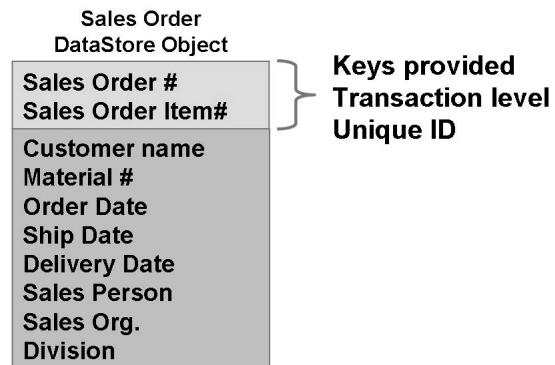 Sales Order
DataStore Object
Sales Order #
Sales Order Item#
Keys provided
Transaction level
Unique ID
Customer name
Material #
Order Date
Ship Date
Delivery Date
Sales Person
Sales Org.
Division